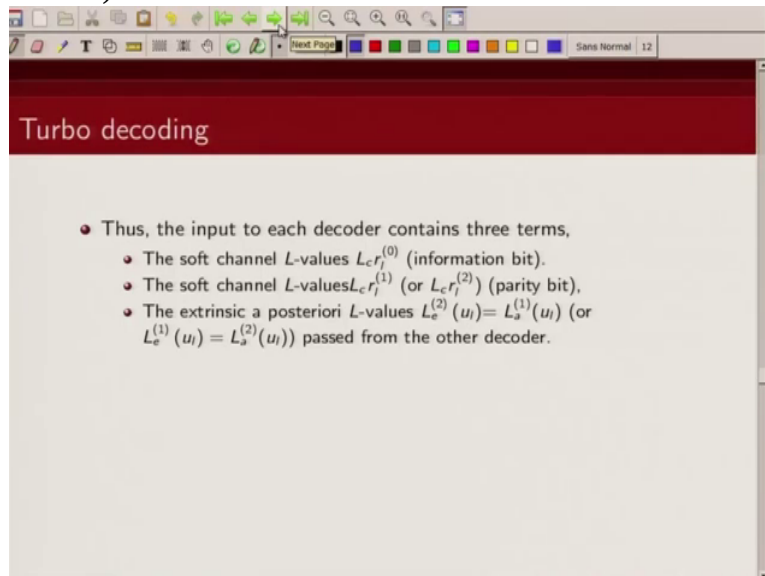 T
Next Page
Sans Normal 12
Turbo decoding
Thus, the input to each decoder contains three terms,
The soft channel L-values L_c r_l^{(0)} (information bit).
The soft channel L-valuesL_c r_l^{(1)} (or L_c r_l^{(2)}) (parity bit),
The extrinsic a posteriori L-values L_e^{(2)} (u_l)= L_a^{(1)}(u_l) (or
L_e^{(1)} (u_l) = L_a^{(2)}(u_l)) passed from the other decoder.